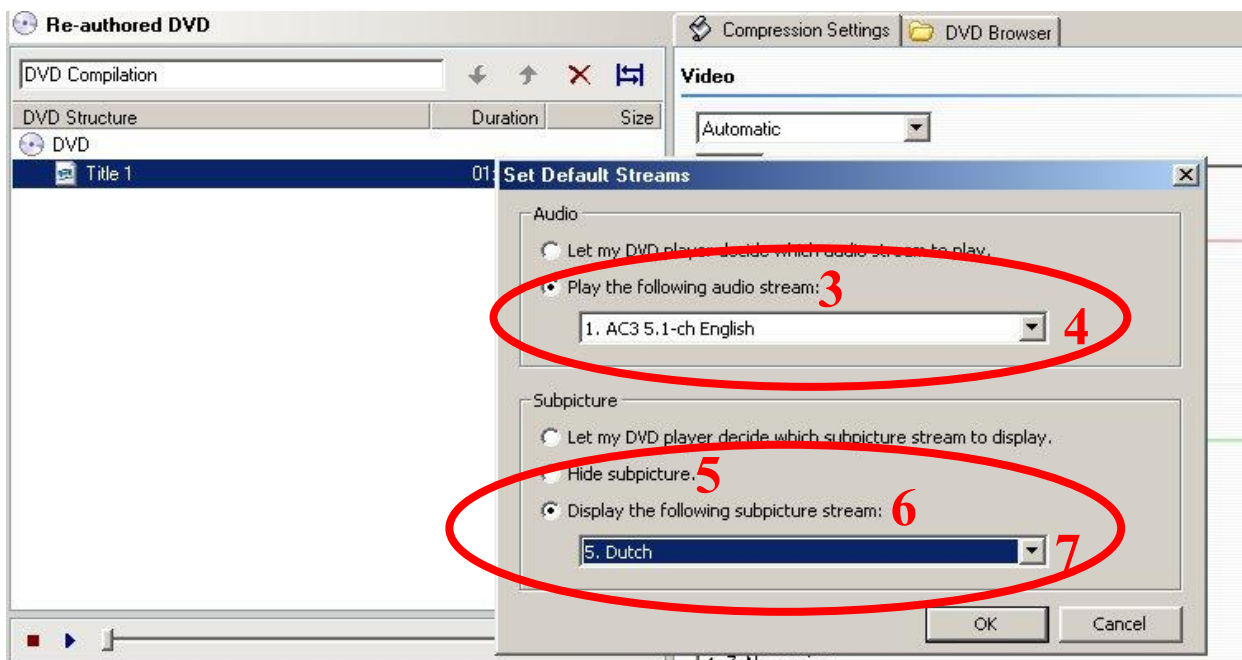 Re-authored DVD
Compression Settings
DVD Browser
DVD Compilation
Video
DVD Structure Duration Size
Automatic
DVD
Title 1 01:
Set Default Streams
Audio
Let my DVD player decide which audio stream to play.
Play the following audio stream: 3
1. AC3 5.1-ch English 4
Subpicture
Let my DVD player decide which subpicture stream to display.
Hide subpicture. 5
Display the following subpicture stream: 6
5. Dutch 7
OK Cancel